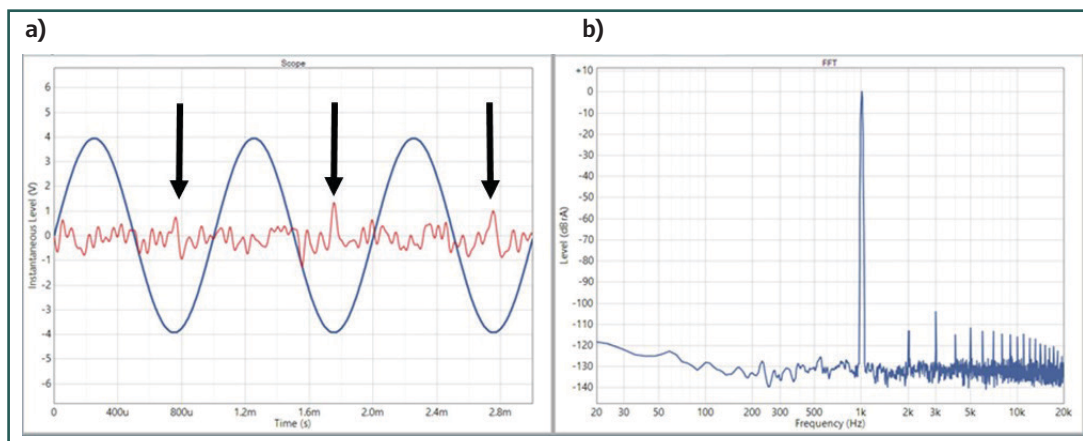 a)
b)
Scope
6
5
4
3
2
1
0
-1
-2
-3
-4
-5
-6
Instantaneous Level (V)
0 400u 800u 1.2m 1.6m 2.0m 2.4m 2.8m
Time (s)
FFT
+10
0
-10
-20
-30
-40
-50
-60
-70
-80
-90
-100
-110
-120
-130
-140
Level (dBrA)
20 30 50 100 200 300 500 1k 2k 3k 5k 10k 20k
Frequency (Hz)